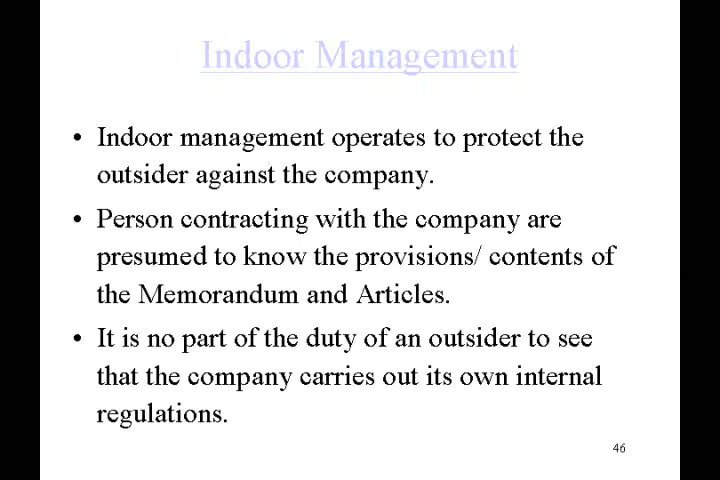 Indoor Management
• Indoor management operates to protect the
outsider against the company.
• Person contracting with the company are
presumed to know the provisions/ contents of
the Memorandum and Articles.
• It is no part of the duty of an outsider to see
that the company carries out its own internal
regulations.
46